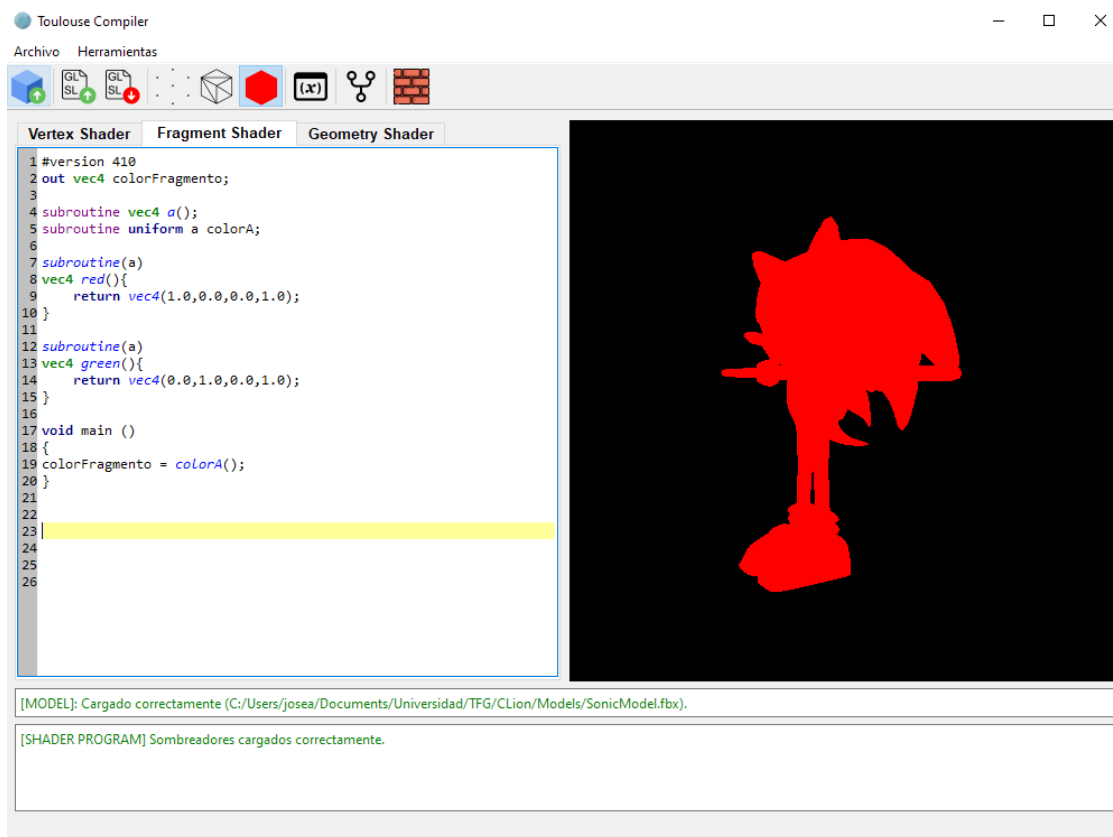 Toulouse Compiler
Archivo Herramientas
GL SL GL SL (x)
Vertex Shader Fragment Shader Geometry Shader
1 #version 410
2 out vec4 colorFragmento;
3
4 subroutine vec4 a();
5 subroutine uniform a colorA;
6
7 subroutine(a)
8 vec4 red(){
9 return vec4(1.0,0.0,0.0,1.0);
10 }
11
12 subroutine(a)
13 vec4 green(){
14 return vec4(0.0,1.0,0.0,1.0);
15 }
16
17 void main ()
18 {
19 colorFragmento = colorA();
20 }
21
22
23
24
25
26
[MODEL]: Cargado correctamente (C:/Users/josea/Documents/Universidad/TFG/CLion/Models/SonicModel.fbx).
[SHADER PROGRAM] Sombreadores cargados correctamente.